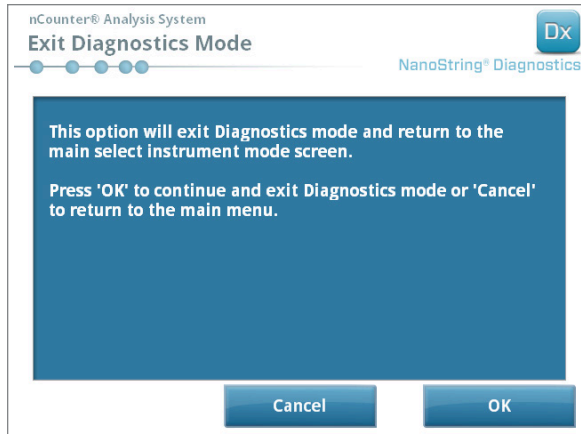 nCounter® Analysis System
Exit Diagnostics Mode
Dx
NanoString® Diagnostics
This option will exit Diagnostics mode and return to the
main select instrument mode screen.
Press 'OK' to continue and exit Diagnostics mode or 'Cancel'
to return to the main menu.
Cancel
OK